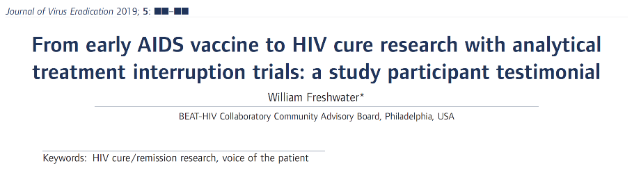 Journal of Virus Eradication 2019; 5: ■■–■■
From early AIDS vaccine to HIV cure research with analytical
treatment interruption trials: a study participant testimonial
William Freshwater*
BEAT-HIV Collaboratory Community Advisory Board, Philadelphia, USA
Keywords: HIV cure/remission research, voice of the patient